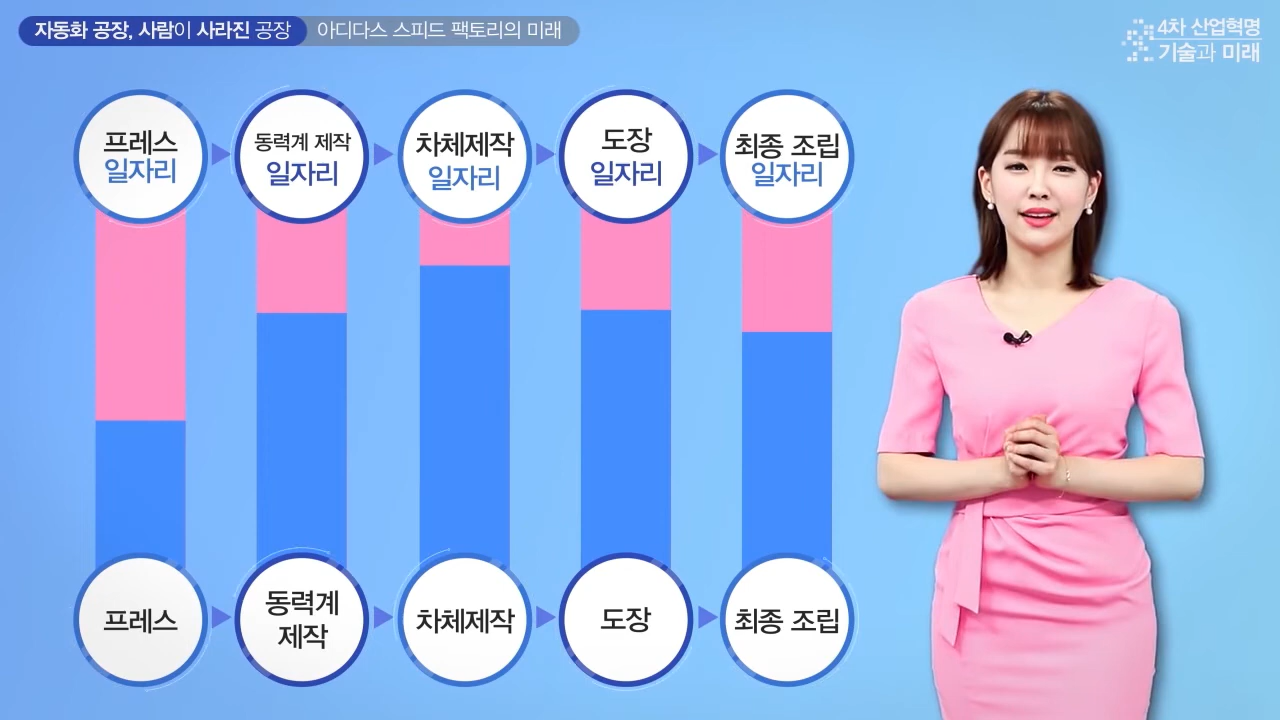 자동화 공장, 사람이 사라진 공장
아디다스 스피드 팩토리의 미래
4차 산업혁명
기술과 미래
프레스
일자리
동력계 제작
일자리
차체제작
일자리
도장
일자리
최종 조립
일자리
프레스
동력계
제작
차체제작
도장
최종 조립